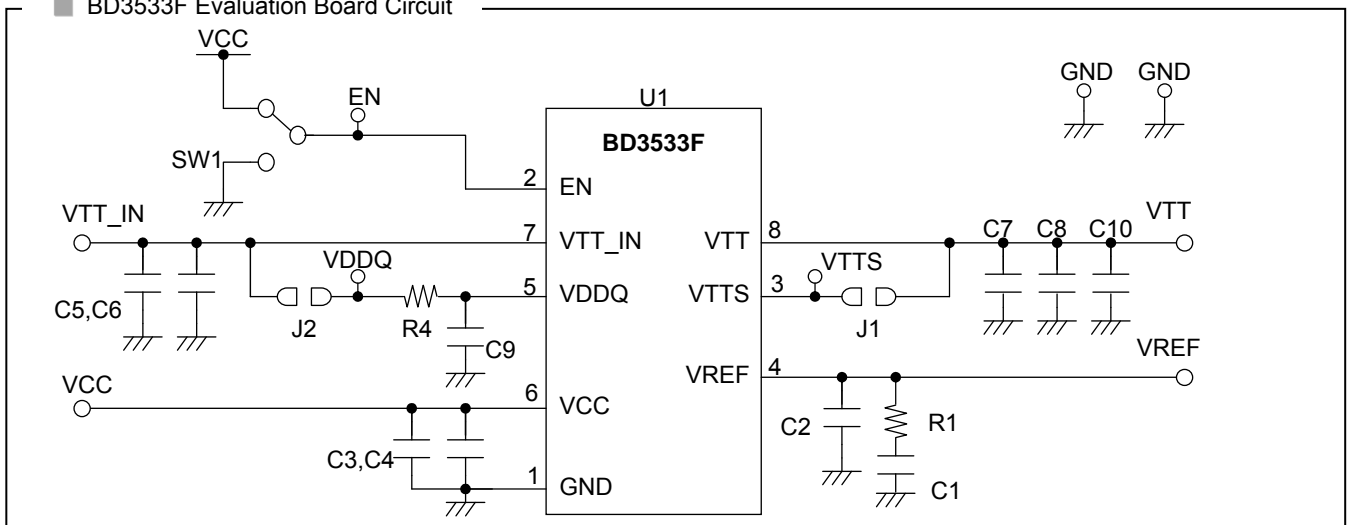 BD3533F Evaluation Board Circuit
VCC
GND GND
EN
U1
BD3533F
SW1
2 EN
VTT_IN
VTT
7 VTT_IN VTT 8
C7 C8 C10
VDDQ
VTTS
5 VDDQ VTTS 3
C5,C6
J2 R4
J1
C9
VREF
VREF 4
VCC
6 VCC
C2 R1
C3,C4
1 GND
C1